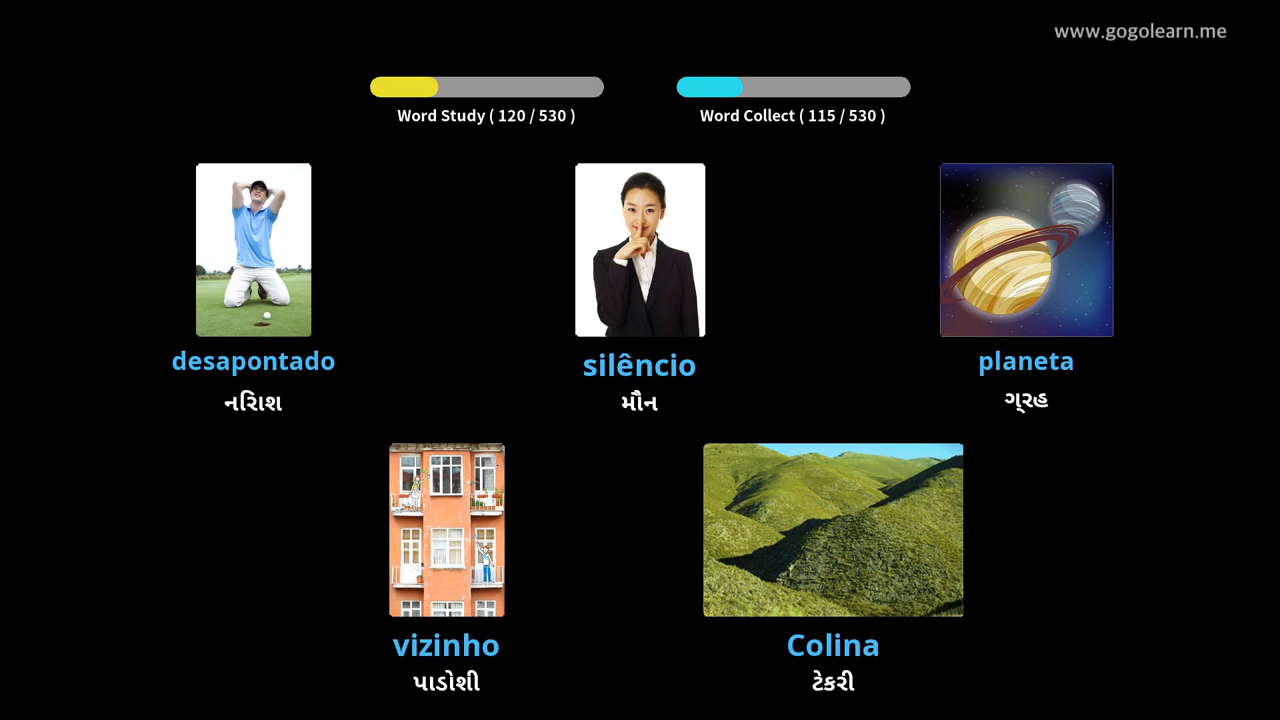 www.gogolearn.me
Word Study ( 120 / 530 )
Word Collect ( 115 / 530 )
desapontado
નિરાશ
silêncio
મૌન
planeta
ગ્રહ
vizinho
પાડોશી
Colina
ટેકરી